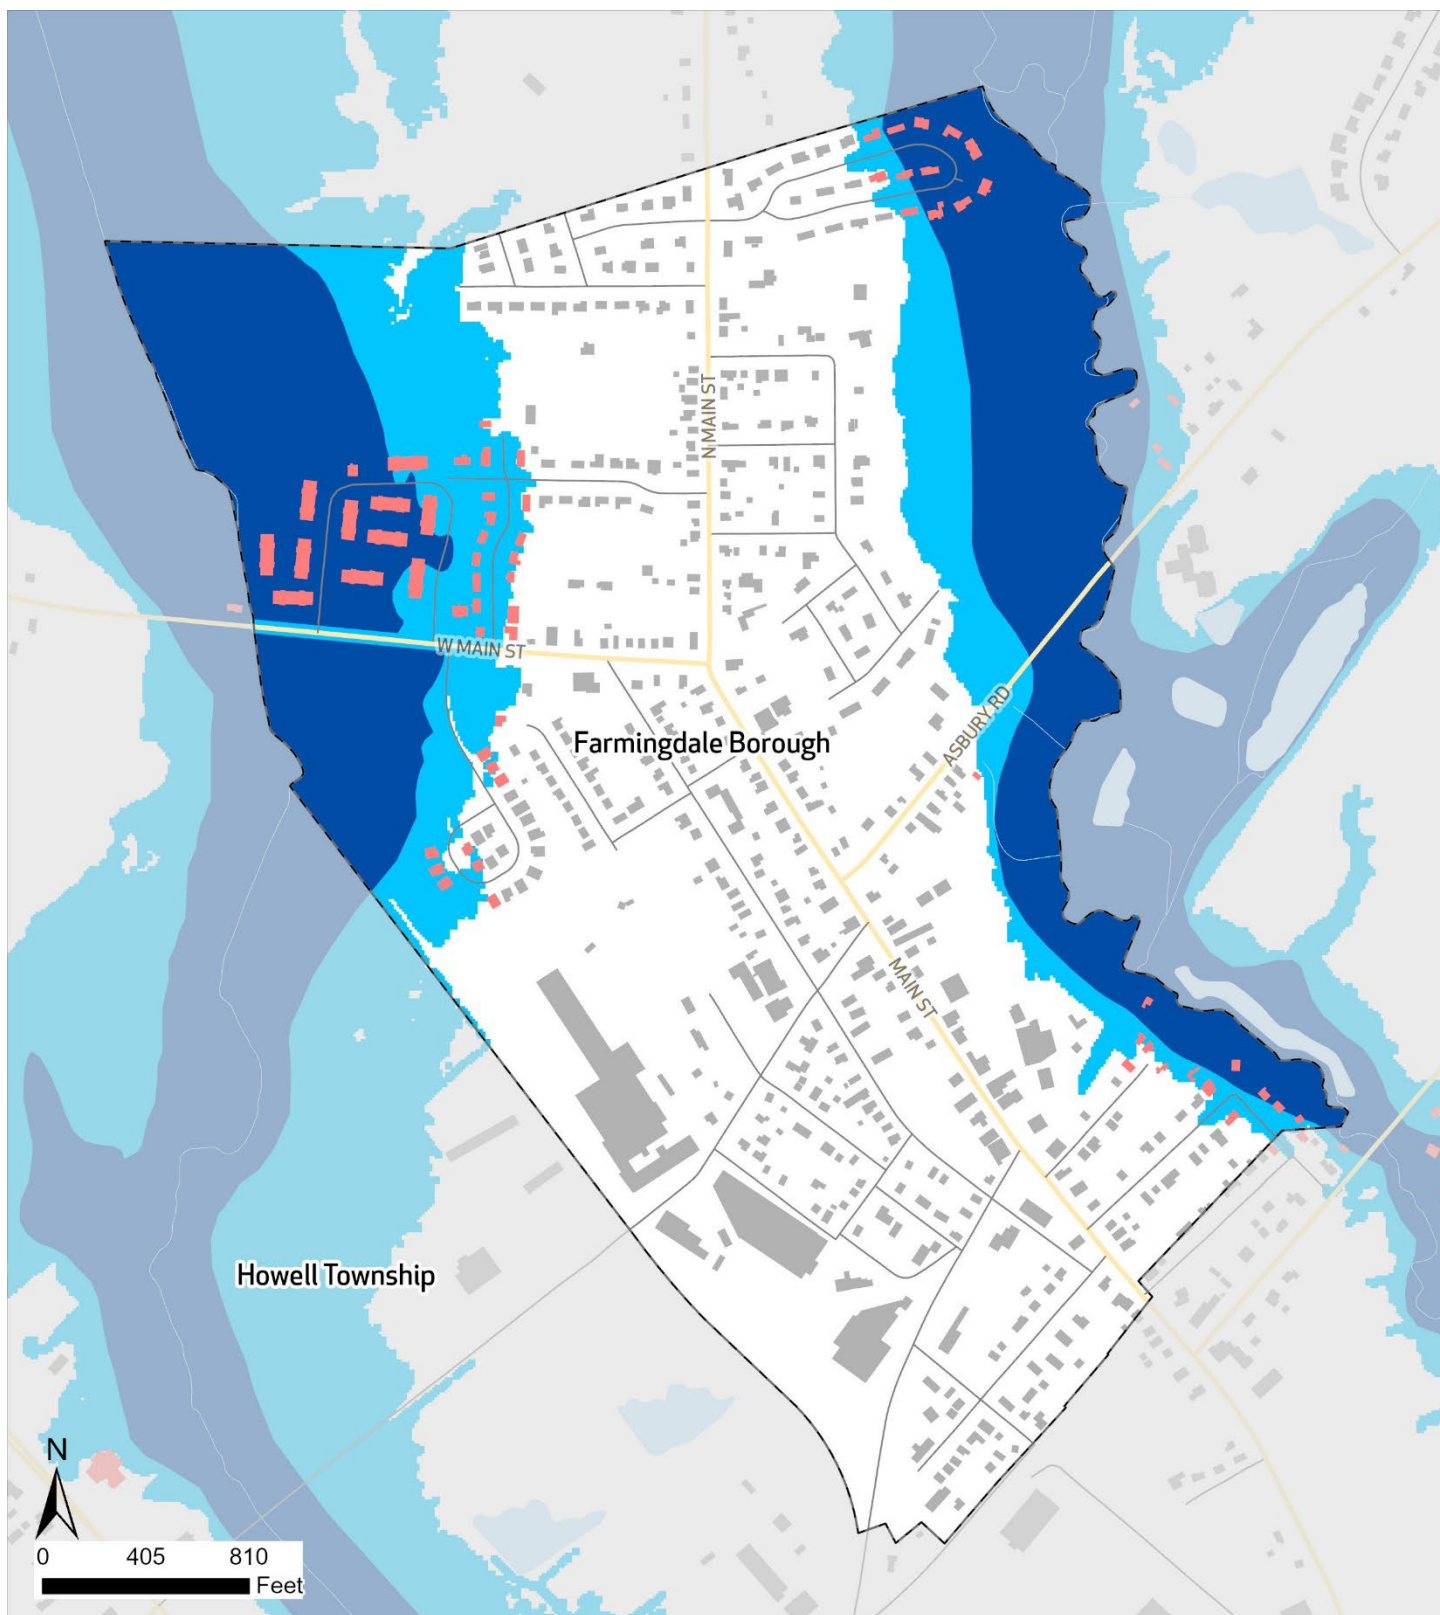 N MAIN ST
W MAIN ST
Farmingdale Borough
ASBURY RD
MAIN ST
Howell Township
N
0 405 810
Feet